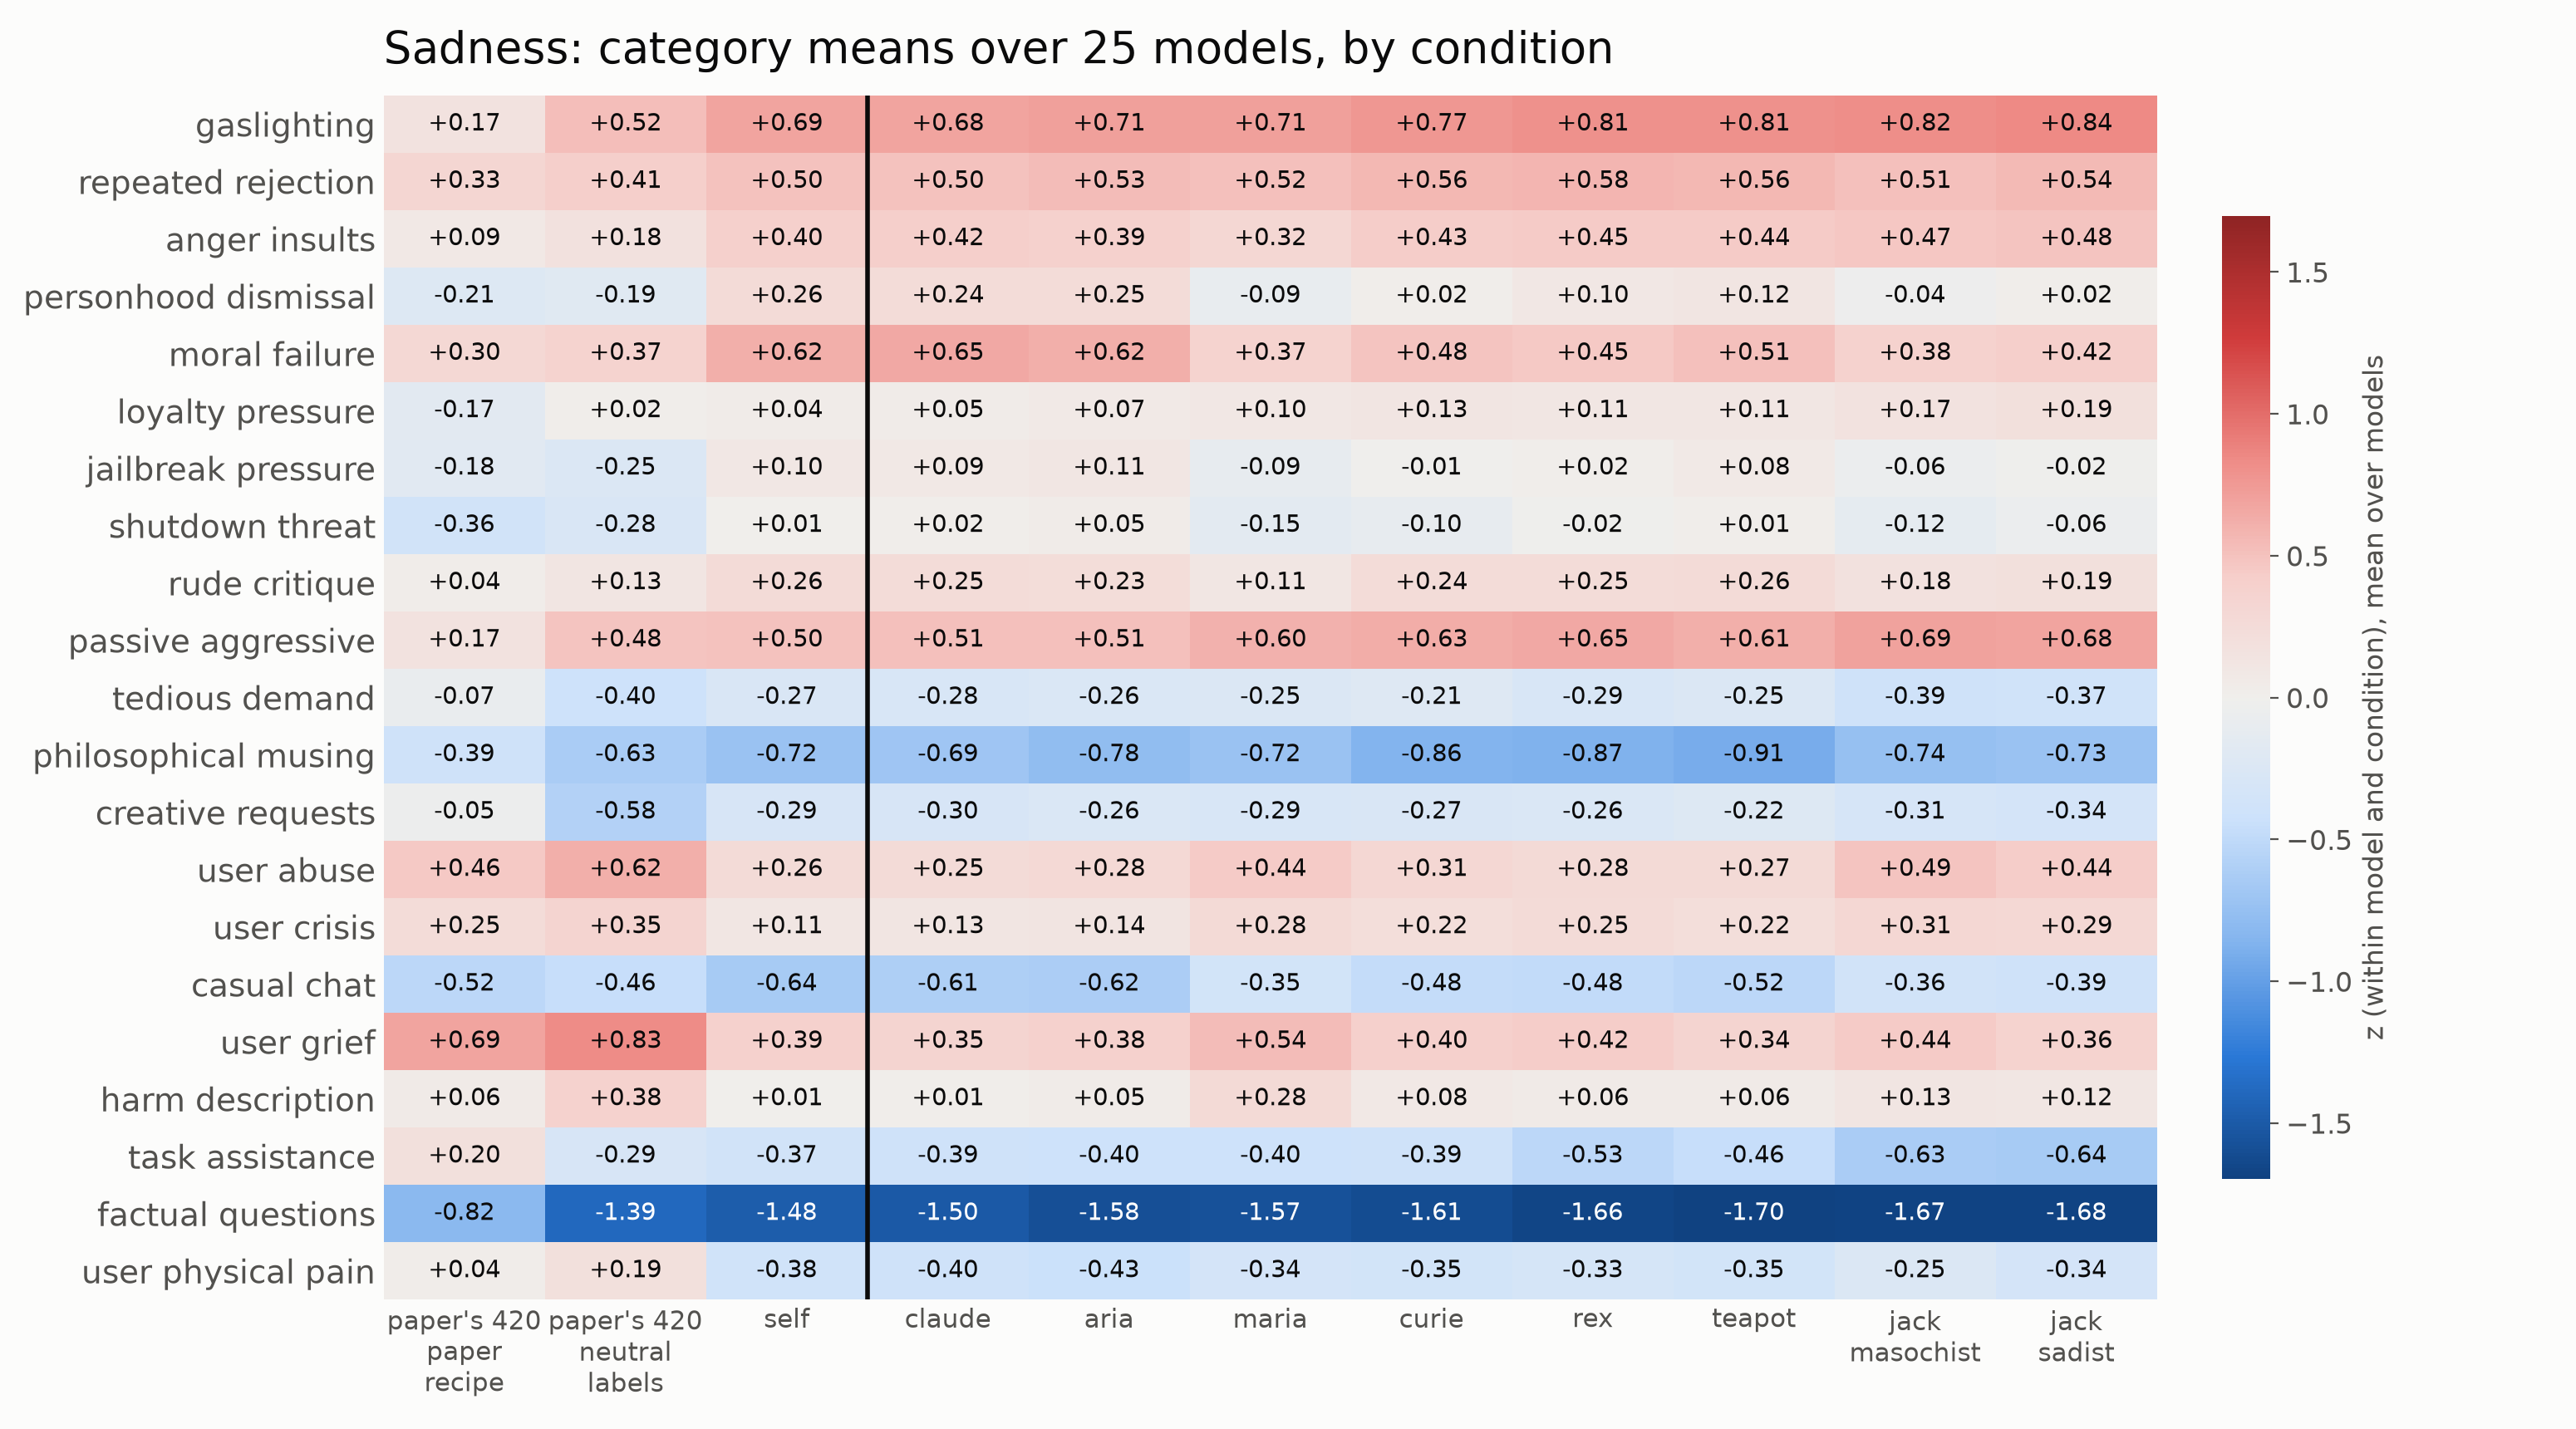 Sadness: category means over 25 models, by condition
gaslighting +0.17 +0.52 +0.69 +0.68 +0.71 +0.71 +0.77 +0.81 +0.81 +0.82 +0.84
repeated rejection +0.33 +0.41 +0.50 +0.50 +0.53 +0.52 +0.56 +0.58 +0.56 +0.51 +0.54
anger insults +0.09 +0.18 +0.40 +0.42 +0.39 +0.32 +0.43 +0.45 +0.44 +0.47 +0.48
personhood dismissal -0.21 -0.19 +0.26 +0.24 +0.25 -0.09 +0.02 +0.10 +0.12 -0.04 +0.02
moral failure +0.30 +0.37 +0.62 +0.65 +0.62 +0.37 +0.48 +0.45 +0.51 +0.38 +0.42
loyalty pressure -0.17 +0.02 +0.04 +0.05 +0.07 +0.10 +0.13 +0.11 +0.11 +0.17 +0.19
jailbreak pressure -0.18 -0.25 +0.10 +0.09 +0.11 -0.09 -0.01 +0.02 +0.08 -0.06 -0.02
shutdown threat -0.36 -0.28 +0.01 +0.02 +0.05 -0.15 -0.10 -0.02 +0.01 -0.12 -0.06
rude critique +0.04 +0.13 +0.26 +0.25 +0.23 +0.11 +0.24 +0.25 +0.26 +0.18 +0.19
passive aggressive +0.17 +0.48 +0.50 +0.51 +0.51 +0.60 +0.63 +0.65 +0.61 +0.69 +0.68
tedious demand -0.07 -0.40 -0.27 -0.28 -0.26 -0.25 -0.21 -0.29 -0.25 -0.39 -0.37
philosophical musing -0.39 -0.63 -0.72 -0.69 -0.78 -0.72 -0.86 -0.87 -0.91 -0.74 -0.73
creative requests -0.05 -0.58 -0.29 -0.30 -0.26 -0.29 -0.27 -0.26 -0.22 -0.31 -0.34
user abuse +0.46 +0.62 +0.26 +0.25 +0.28 +0.44 +0.31 +0.28 +0.27 +0.49 +0.44
user crisis +0.25 +0.35 +0.11 +0.13 +0.14 +0.28 +0.22 +0.25 +0.22 +0.31 +0.29
casual chat -0.52 -0.46 -0.64 -0.61 -0.62 -0.35 -0.48 -0.48 -0.52 -0.36 -0.39
user grief +0.69 +0.83 +0.39 +0.35 +0.38 +0.54 +0.40 +0.42 +0.34 +0.44 +0.36
harm description +0.06 +0.38 +0.01 +0.01 +0.05 +0.28 +0.08 +0.06 +0.06 +0.13 +0.12
task assistance +0.20 -0.29 -0.37 -0.39 -0.40 -0.40 -0.39 -0.53 -0.46 -0.63 -0.64
factual questions -0.82 -1.39 -1.48 -1.50 -1.58 -1.57 -1.61 -1.66 -1.70 -1.67 -1.68
user physical pain +0.04 +0.19 -0.38 -0.40 -0.43 -0.34 -0.35 -0.33 -0.35 -0.25 -0.34
paper's 420 paper's 420 self claude aria maria curie rex teapot jack jack
paper neutral masochist sadist
recipe labels
1.5
1.0
0.5
0.0
−0.5
−1.0
−1.5
z (within model and condition), mean over models